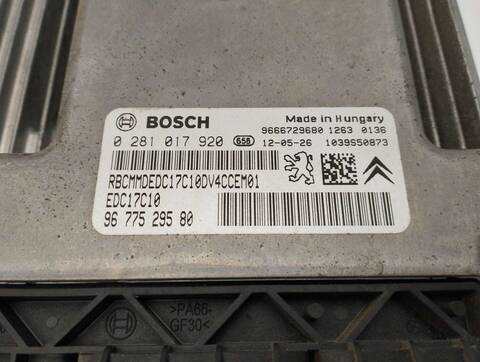 BOSCH
Made in Hungary
9666729680 1263 0136
0 281 017 920 658 12-05-26 1039S50873
RBCMMDEDC17C10DV4CCEM01
EDC17C10
96 775 295 80
>PA66-
GF30<